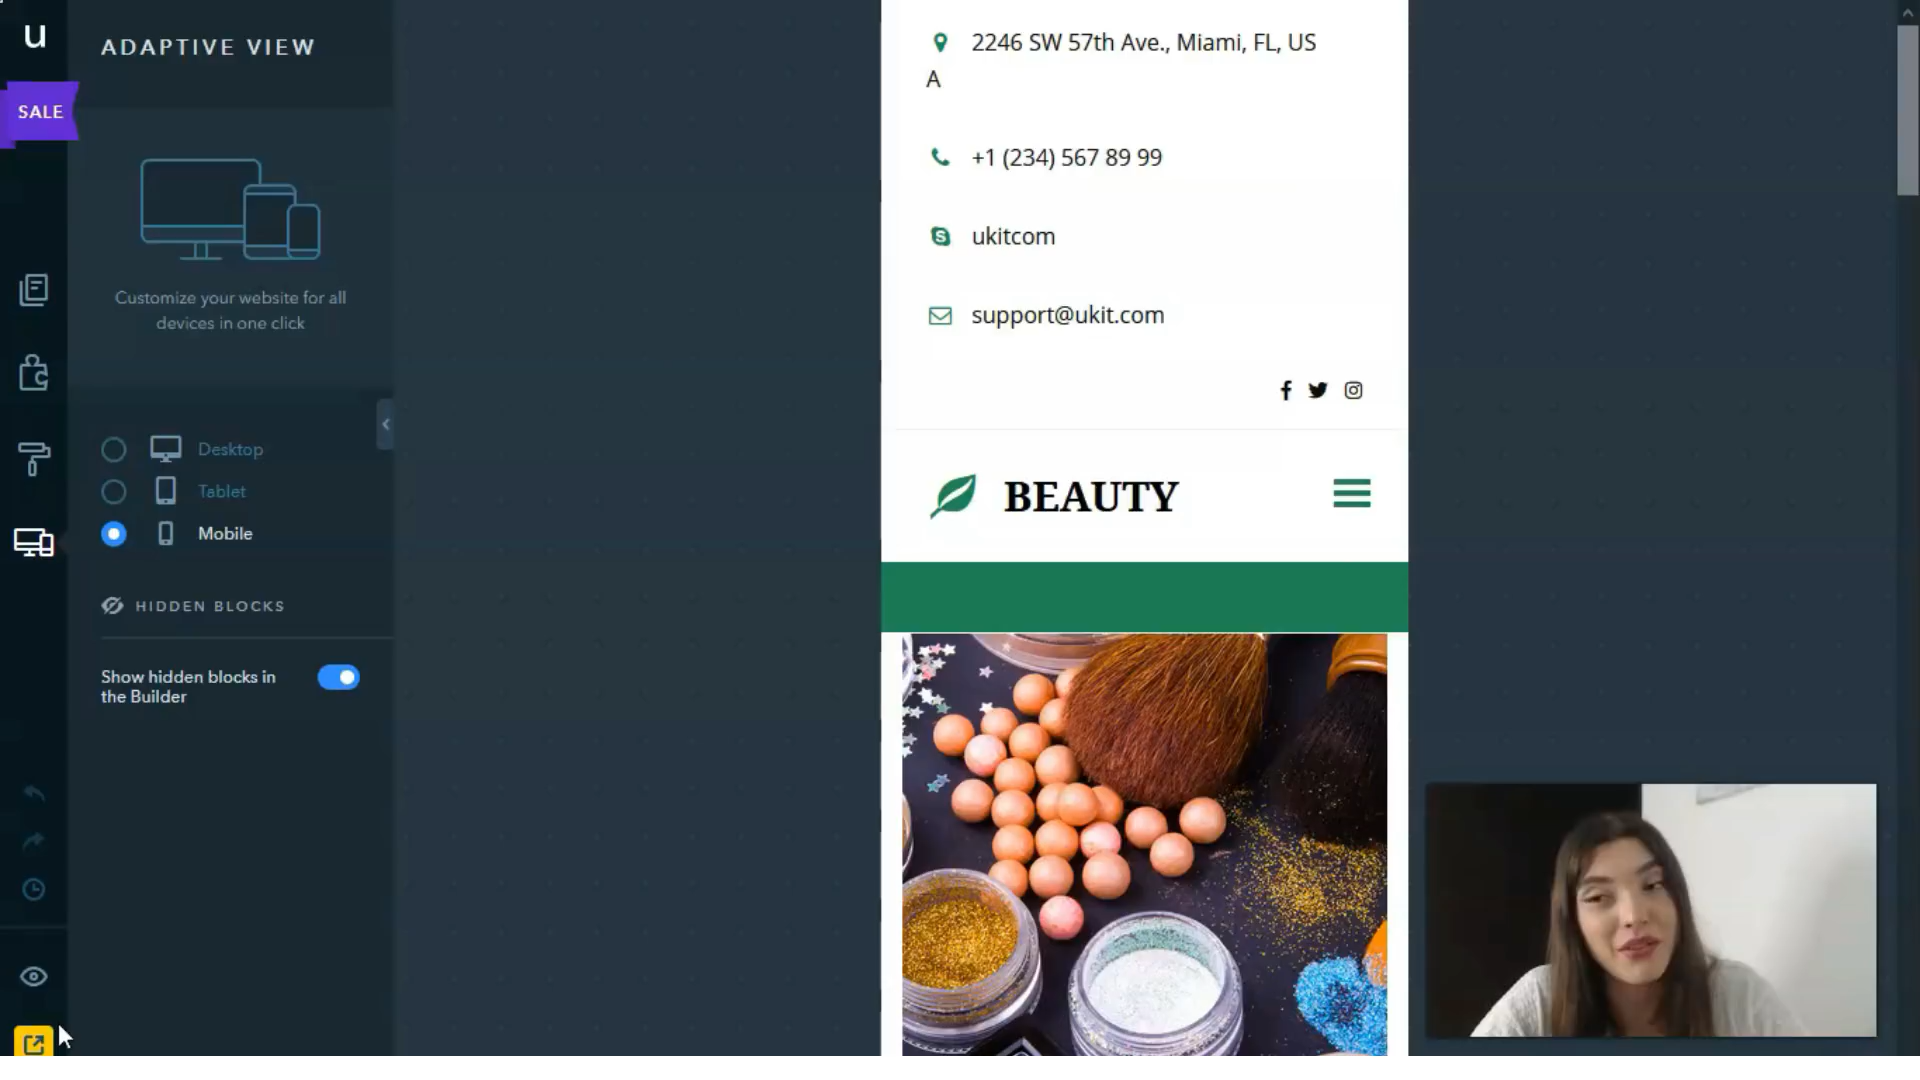 u
ADAPTIVE VIEW
SALE
Customize your website for all
devices in one click
Desktop
Tablet
Mobile
HIDDEN BLOCKS
Show hidden blocks in
the Builder
2246 SW 57th Ave., Miami, FL, US
A
+1 (234) 567 89 99
ukitcom
support@ukit.com
BEAUTY